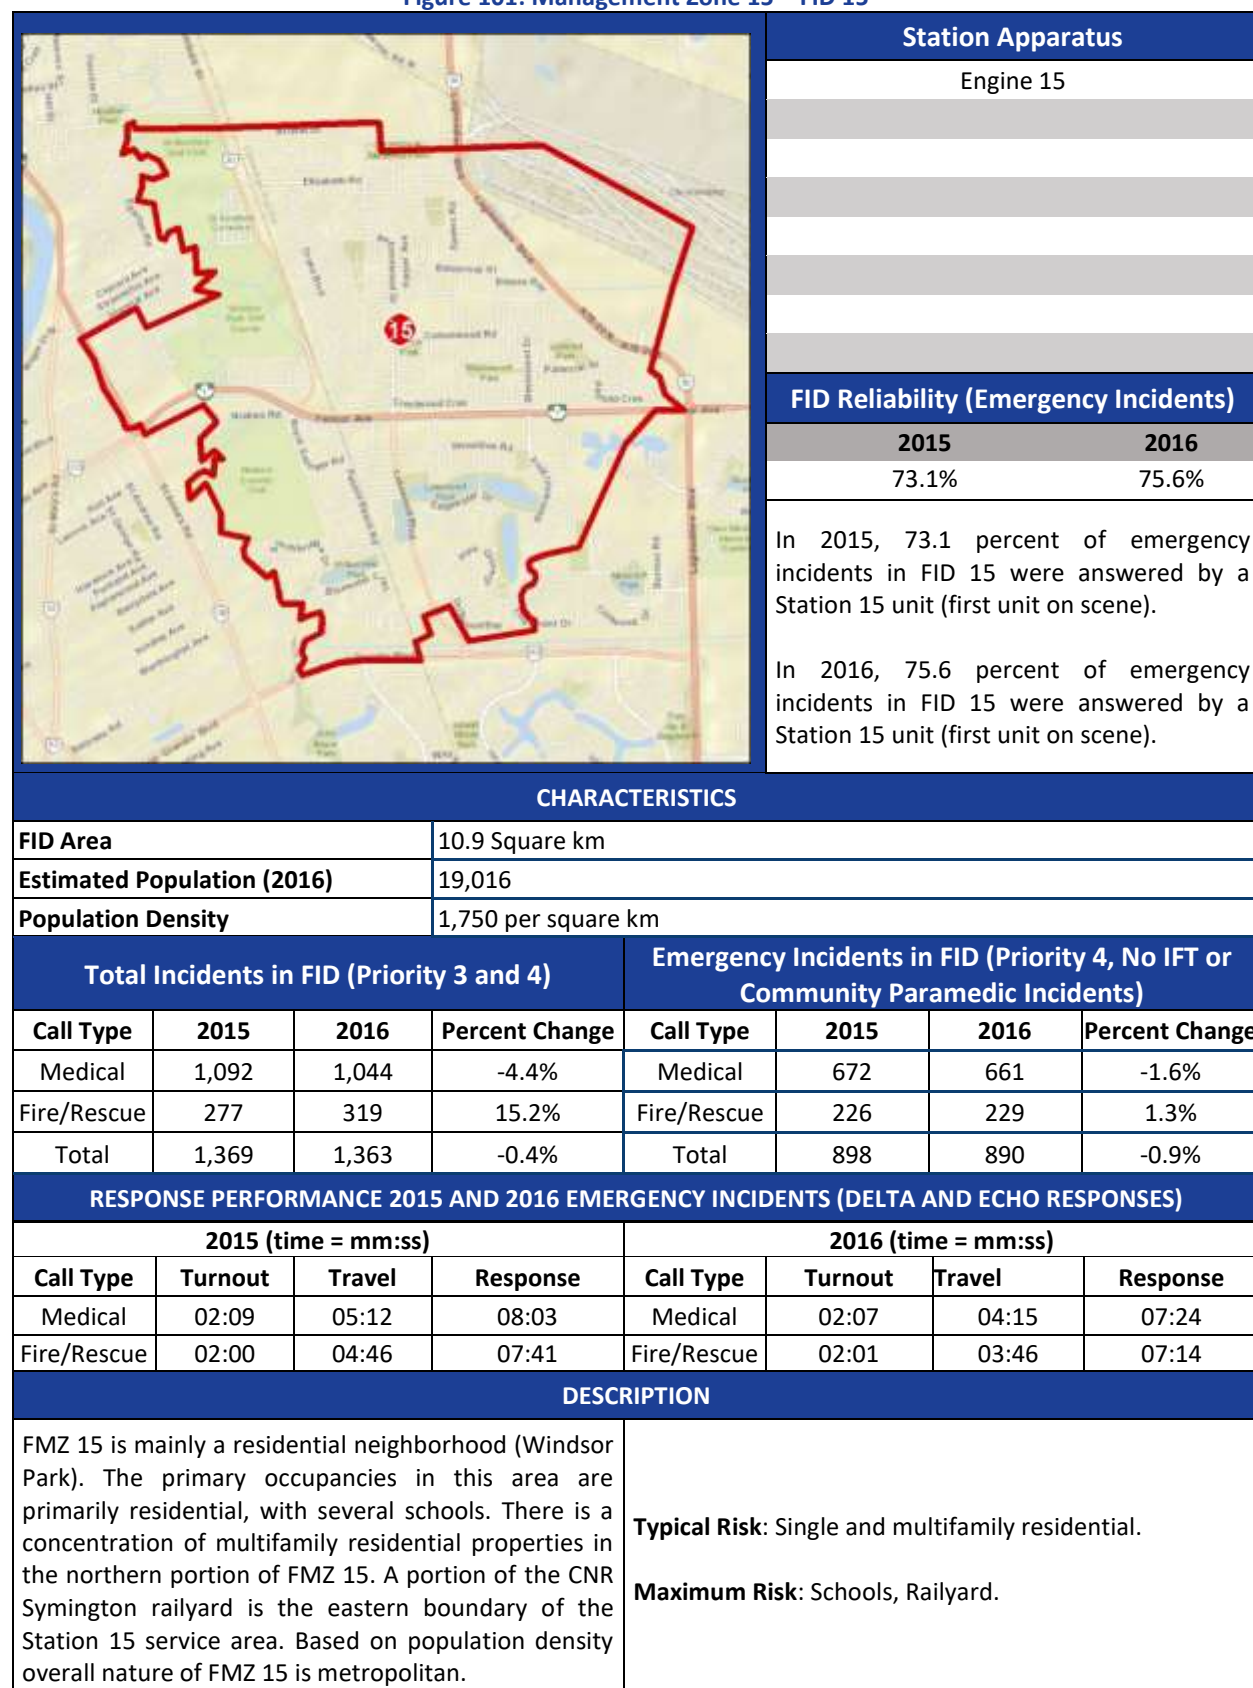 Figure 101: Management Zone 15 – FID 15
Station Apparatus
Engine 15
15
FID Reliability (Emergency Incidents)
2015 2016
73.1% 75.6%
In 2015, 73.1 percent of emergency
incidents in FID 15 were answered by a
Station 15 unit (first unit on scene).
In 2016, 75.6 percent of emergency
incidents in FID 15 were answered by a
Station 15 unit (first unit on scene).
CHARACTERISTICS
FID Area 10.9 Square km
Estimated Population (2016) 19,016
Population Density 1,750 per square km
Total Incidents in FID (Priority 3 and 4)
Emergency Incidents in FID (Priority 4, No IFT or
Community Paramedic Incidents)
Call Type 2015 2016 Percent Change Call Type 2015 2016 Percent Change
Medical 1,092 1,044 -4.4% Medical 672 661 -1.6%
Fire/Rescue 277 319 15.2% Fire/Rescue 226 229 1.3%
Total 1,369 1,363 -0.4% Total 898 890 -0.9%
RESPONSE PERFORMANCE 2015 AND 2016 EMERGENCY INCIDENTS (DELTA AND ECHO RESPONSES)
2015 (time = mm:ss) 2016 (time = mm:ss)
Call Type Turnout Travel Response Call Type Turnout Travel Response
Medical 02:09 05:12 08:03 Medical 02:07 04:15 07:24
Fire/Rescue 02:00 04:46 07:41 Fire/Rescue 02:01 03:46 07:14
DESCRIPTION
FMZ 15 is mainly a residential neighborhood (Windsor
Park). The primary occupancies in this area are
primarily residential, with several schools. There is a
concentration of multifamily residential properties in
the northern portion of FMZ 15. A portion of the CNR
Symington railyard is the eastern boundary of the
Station 15 service area. Based on population density
overall nature of FMZ 15 is metropolitan.
Typical Risk: Single and multifamily residential.
Maximum Risk: Schools, Railyard.